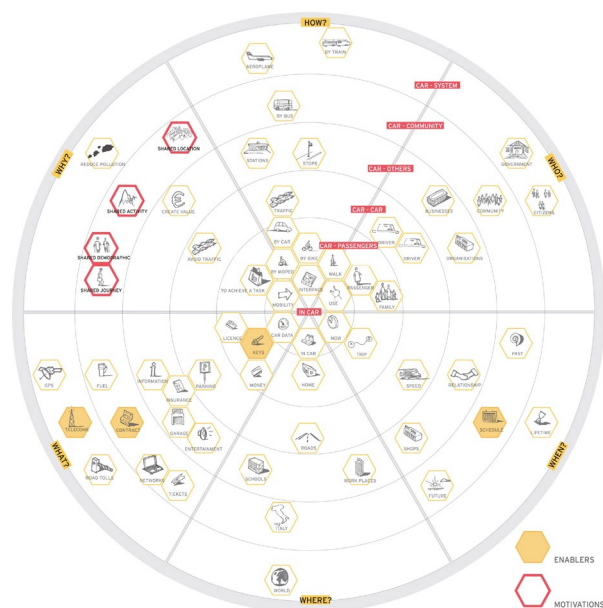 HOW?
BY TRAIN
AEROPLANE
CAR - SYSTEM
BY BUS
CAR - COMMUNITY
SHARED LOCATION
REDUCE POLLUTION
WHY?
STATIONS
STOPS
GOVERNMENT
WHO?
CAR - OTHERS
SHARED ACTIVITY
CREATE VALUE
TRAFFIC
CAR - CAR
BUSINESSES
COMMUNITY
CITIZENS
BY CAR
BY BIKE
CAR - PASSENGERS
DRIVER
DRIVER
ORGANISATIONS
SHARED DEMOGRAPHIC
AVOID TRAFFIC
BY MOPED
WALK
SHARED JOURNEY
TO ACHIEVE A TASK
INTERFACE
PASSENGER
MOBILITY
USE
FAMILY
IN CAR
LICENCE
KEYS
CAR DATA
IN CAR
NOW
TRIP
PAST
GPS
FUEL
INFORMATION
INSURANCE
PARKING
MONEY
HOME
SPEED
RELATIONSHIP
TELECOMS
CONTRACT
GARAGE
ENTERTAINMENT
ROADS
SHOPS
SCHEDULE
LIFETIME
WHAT?
WHEN?
ROAD TOLLS
NETWORKS
TICKETS
SCHOOLS
WORK PLACES
FUTURE
ITALY
WORLD
WHERE?
ENABLERS
MOTIVATIONS